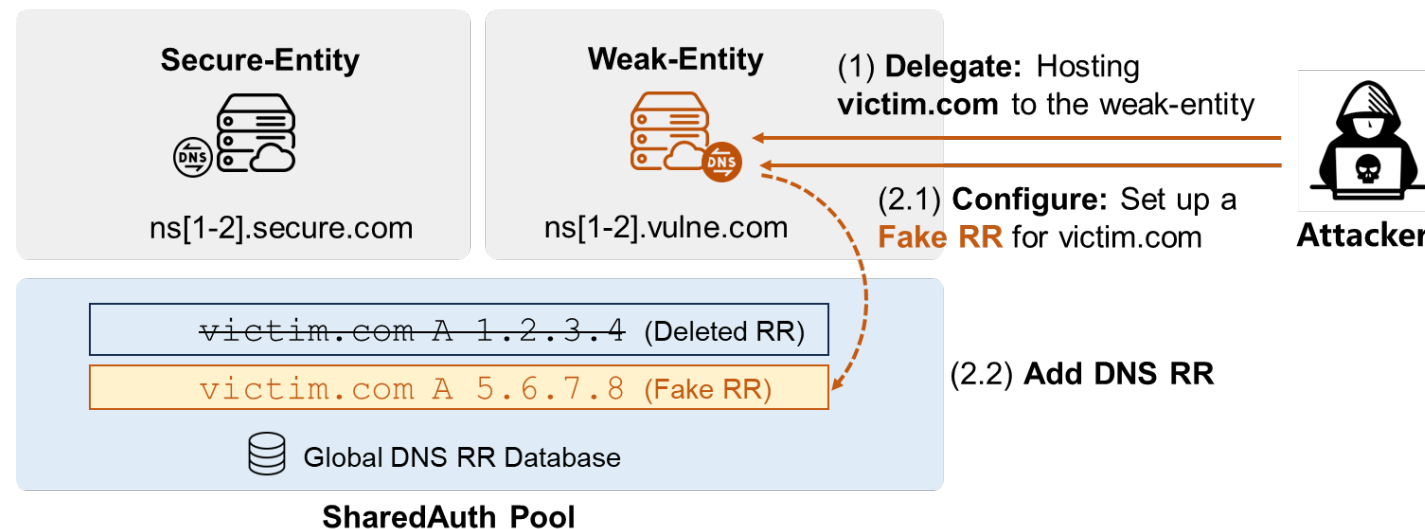 Secure-Entity
DNS
ns[1-2].secure.com
Weak-Entity
DNS
ns[1-2].vulne.com
(1) Delegate: Hosting
victim.com to the weak-entity
(2.1) Configure: Set up a
Fake RR for victim.com
Attacker
victim.com A 1.2.3.4 (Deleted RR)
victim.com A 5.6.7.8 (Fake RR)
(2.2) Add DNS RR
Global DNS RR Database
SharedAuth Pool